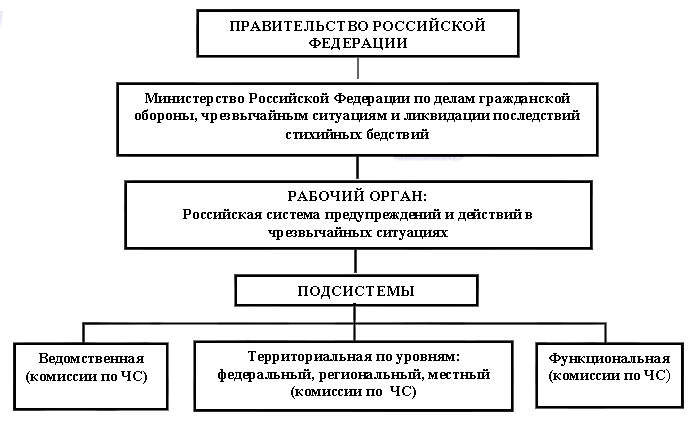 ПРАВИТЕЛЬСТВО РОССИЙСКОЙ
ФЕДЕРАЦИИ
Министерство Российской Федерации по делам гражданской
обороны, чрезвычайным ситуациям и ликвидации последствий
стихийных бедствий
РАБОЧИЙ ОРГАН:
Российская система предупреждений и действий в
чрезвычайных ситуациях
ПОДСИСТЕМЫ
Ведомственная
(комиссии по ЧС)
Территориальная по уровням:
федеральный, региональный, местный
(комиссии по ЧС)
Функциональная
(комиссии по ЧС)